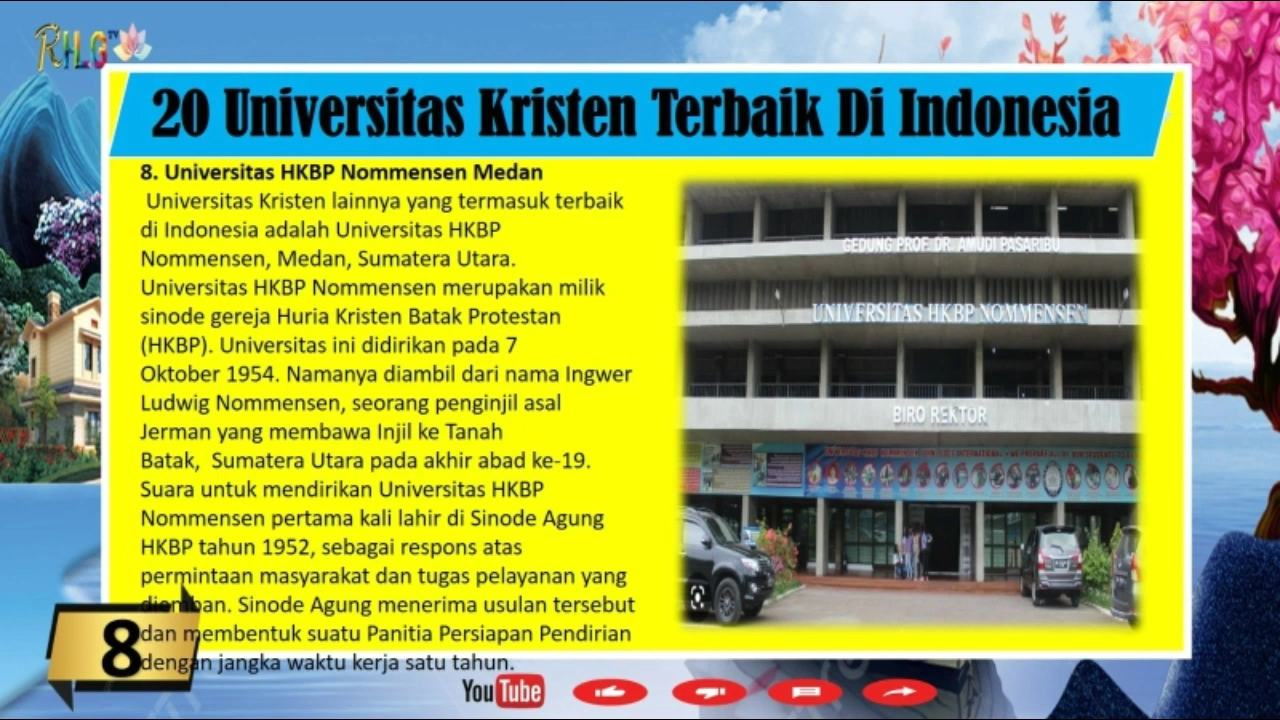 RHLG TV
20 Universitas Kristen Terbaik Di Indonesia
8. Universitas HKBP Nommensen Medan
Universitas Kristen lainnya yang termasuk terbaik
di Indonesia adalah Universitas HKBP
Nommensen, Medan, Sumatera Utara.
Universitas HKBP Nommensen merupakan milik
sinode gereja Huria Kristen Batak Protestan
(HKBP). Universitas ini didirikan pada 7
Oktober 1954. Namanya diambil dari nama Ingwer
Ludwig Nommensen, seorang penginjil asal
Jerman yang membawa Injil ke Tanah
Batak,  Sumatera Utara pada akhir abad ke-19.
Suara untuk mendirikan Universitas HKBP
Nommensen pertama kali lahir di Sinode Agung
HKBP tahun 1952, sebagai respons atas
permintaan masyarakat dan tugas pelayanan yang
diemban. Sinode Agung menerima usulan tersebut
dan membentuk suatu Panitia Persiapan Pendirian
dengan jangka waktu kerja satu tahun.
8
GEDUNG PROF. DR. AMUDI PASARIBU
UNIVERSITAS HKBP NOMMENSEN
BIRO REKTOR
YouTube